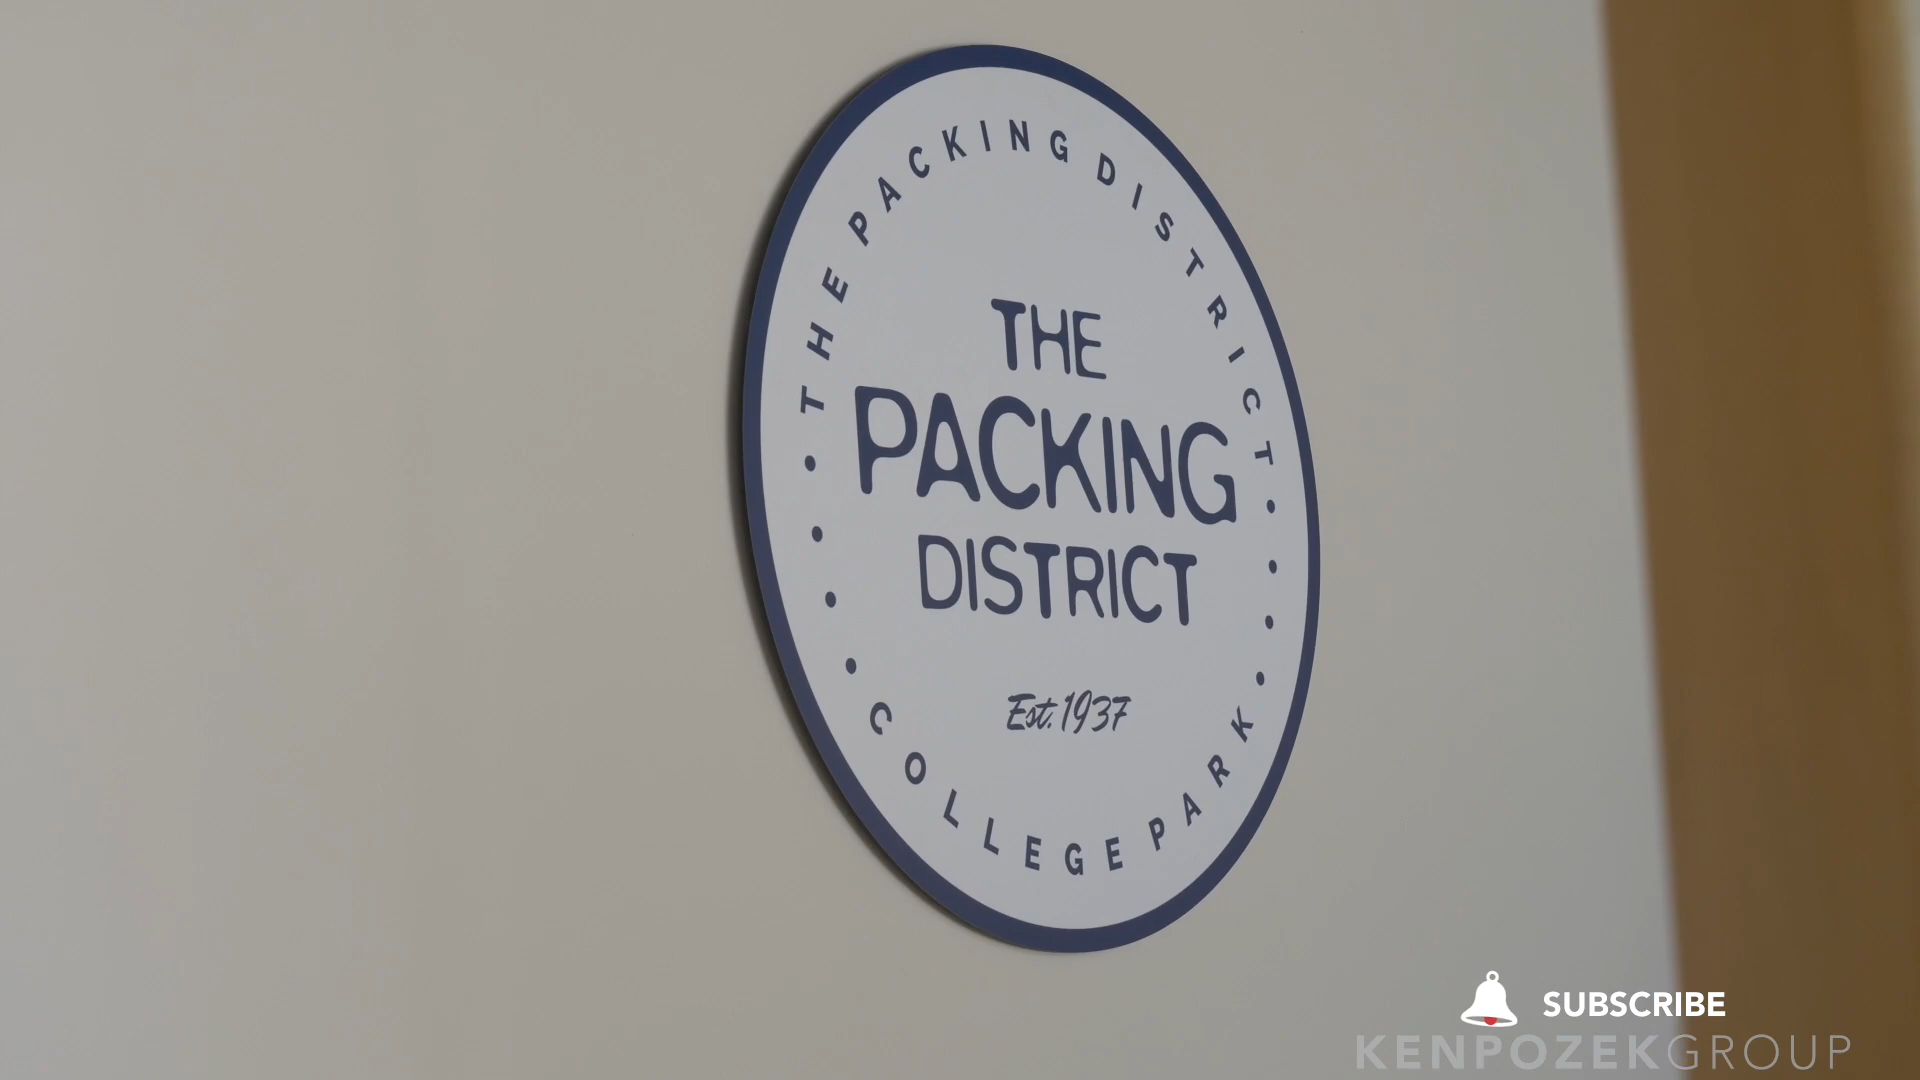 THE PACKING DISTRICT
THE
PACKING
DISTRICT
Est. 1937
COLLEGE PARK
SUBSCRIBE
KENPOZEKGROUP